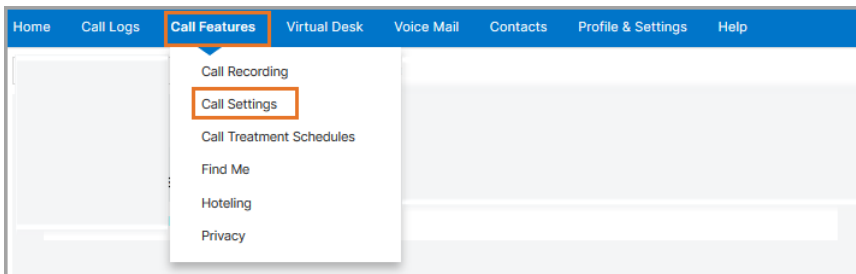 Home Call Logs Call Features Virtual Desk Voice Mail Contacts Profile & Settings Help
Call Recording
Call Settings
Call Treatment Schedules
Find Me
Hoteling
Privacy